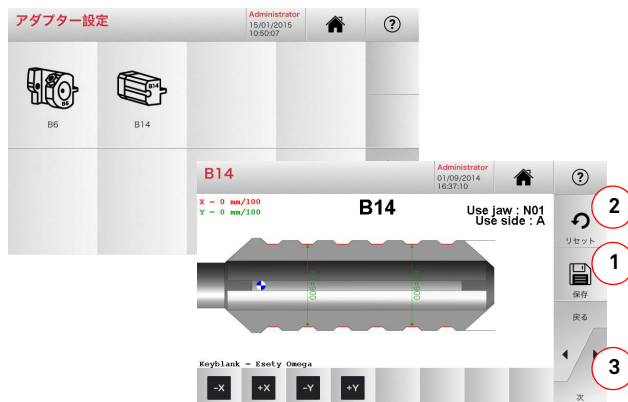 アダプター設定
Administrator
15/01/2015
10:50:07
?
B6
B14
B6
B14
B14
Administrator
01/09/2014
16:37:10
?
X - 0 mm/100
Y - 0 mm/100
B14
Use jaw : N01
Use side : A
2
リセット
1
保存
戻る
3
次
Keyblank - Esety Omega
-X
+X
-Y
+Y